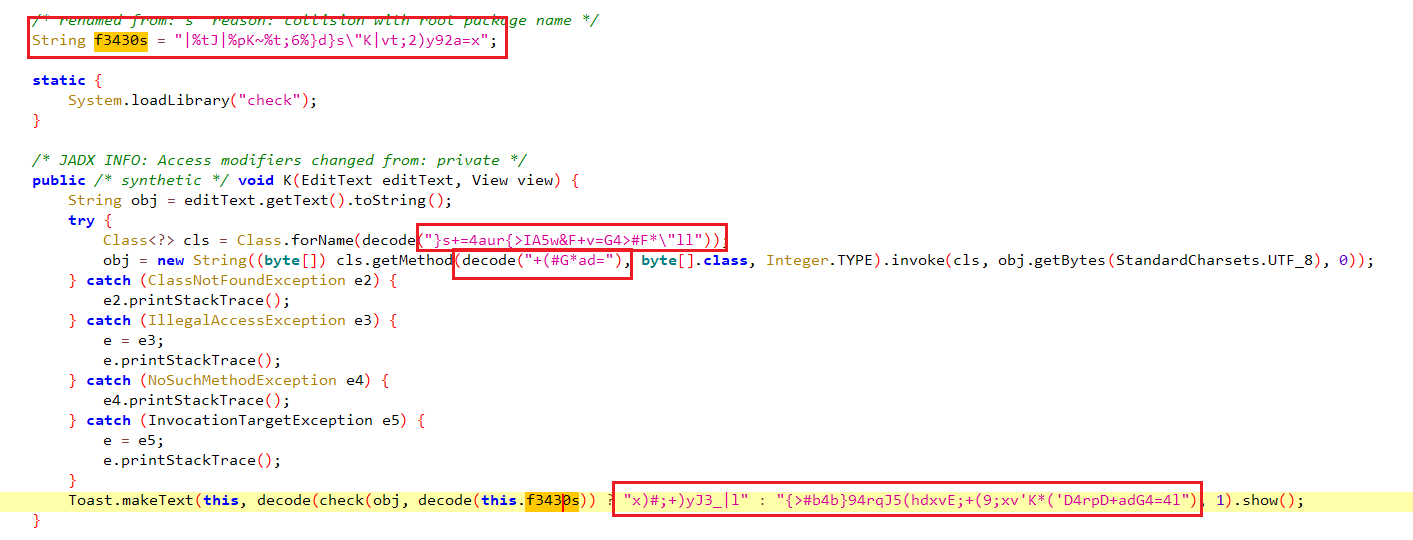 /* renamed from: s  reason: collision with root package name */
String f3430s = "|%tJ|%pK~%t;6%}d}s\"K|vt;2)y92a=x";
static {
System.loadLibrary("check");
}
/* JADX INFO: Access modifiers changed from: private */
public /* synthetic */ void K(EditText editText, View view) {
String obj = editText.getText().toString();
try {
Class<?> cls = Class.forName(decode("}s+=4aur{>IA5w&F+v=G4>#F*\"ll"));
obj = new String((byte[]) cls.getMethod(decode("+(#G*ad="), byte[].class, Integer.TYPE).invoke(cls, obj.getBytes(StandardCharsets.UTF_8), 0));
} catch (ClassNotFoundException e2) {
e2.printStackTrace();
} catch (IllegalAccessException e3) {
e = e3;
e.printStackTrace();
} catch (NoSuchMethodException e4) {
e4.printStackTrace();
} catch (InvocationTargetException e5) {
e = e5;
e.printStackTrace();
}
Toast.makeText(this, decode(check(obj, decode(this.f3430s)) ? "x)#;+)yJ3_|l" : "{>#b4b}94rqJ5(hdxvE;+(9;xv'K*('D4rpD+adG4=4l"), 1).show();
}